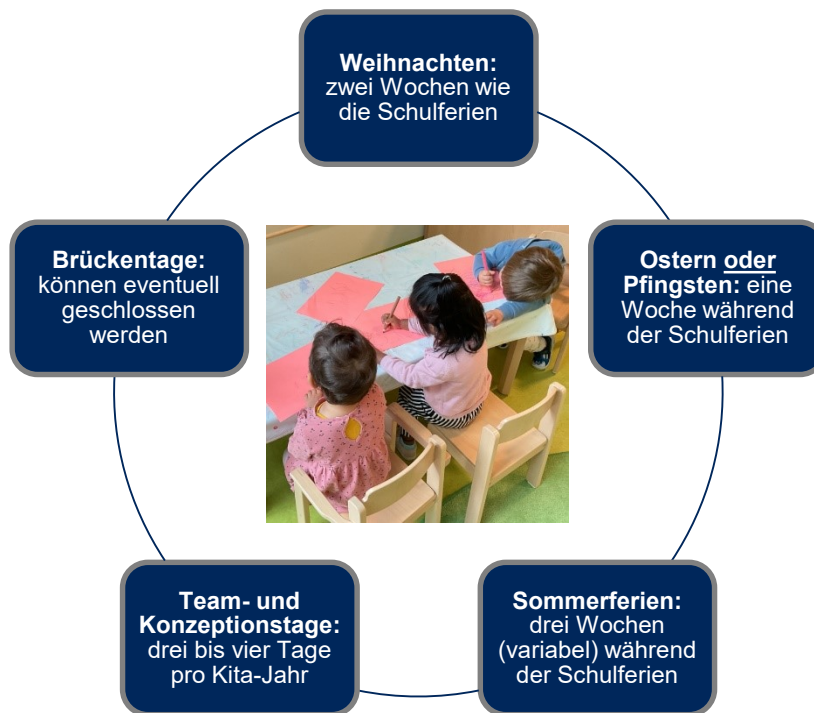 Weihnachten:
zwei Wochen wie
die Schulferien
Ostern oder
Pfingsten: eine
Woche während
der Schulferien
Sommerferien:
drei Wochen
(variabel) während
der Schulferien
Team- und
Konzeptionstage:
drei bis vier Tage
pro Kita-Jahr
Brückentage:
können eventuell
geschlossen
werden